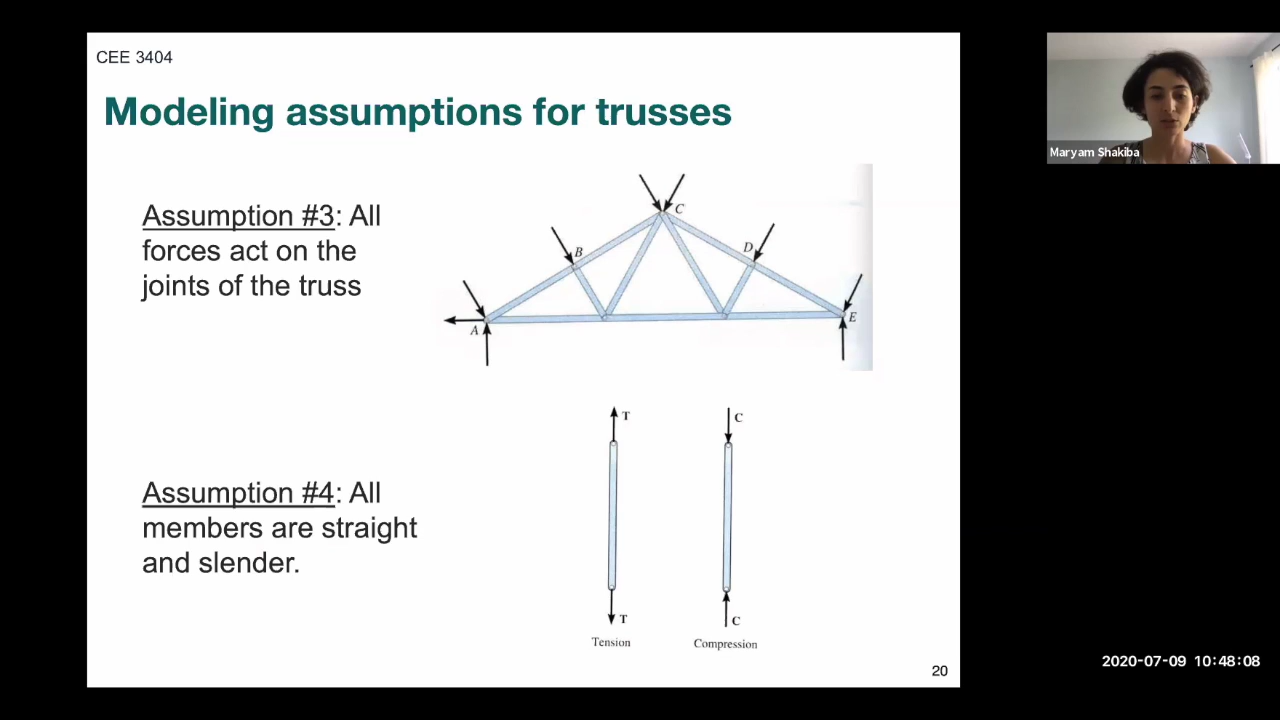 CEE 3404
Modeling assumptions for trusses
Maryam Shakiba
Assumption #3: All
forces act on the
joints of the truss
C
B
D
A
E
T
C
Assumption #4: All
members are straight
and slender.
T
C
Tension
Compression
20
2020-07-09 10:48:08